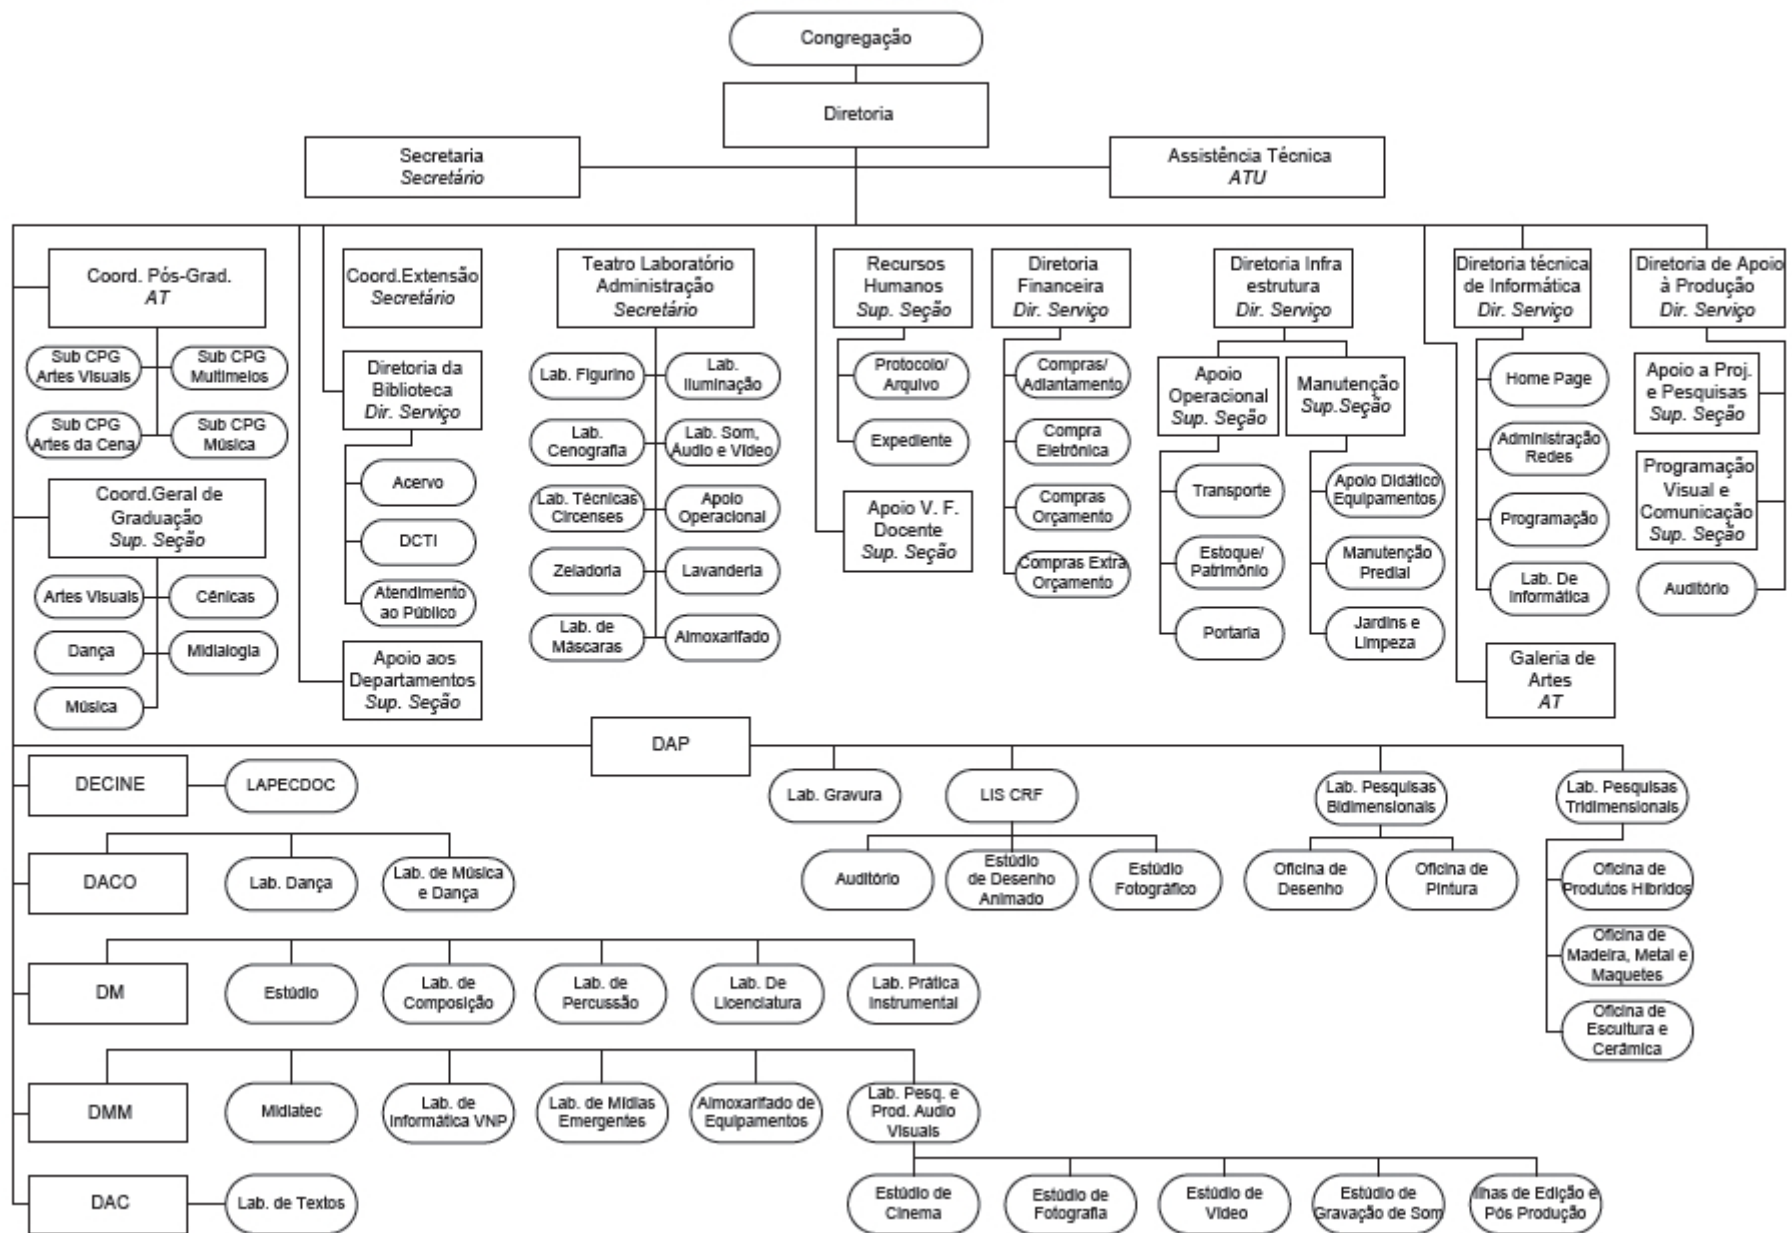 Congregação
Diretoria
Secretaria
Secretário
Assistência Técnica
ATU
Coord. Pós-Grad.
AT
Sub CPG
Artes Visuais
Sub CPG
Multimeios
Sub CPG
Artes da Cena
Sub CPG
Música
Coord.Geral de
Graduação
Sup. Seção
Artes Visuais
Cênicas
Dança
Midialogia
Música
Coord.Extensão
Secretário
Diretoria da
Biblioteca
Dir. Serviço
Acervo
DCTI
Atendimento
ao Público
Apoio aos
Departamentos
Sup. Seção
Teatro Laboratório
Administração
Secretário
Lab. Figurino
Lab.
Iluminação
Lab.
Cenografia
Lab. Som,
Áudio e Vídeo
Lab. Técnicas
Circenses
Apoio
Operacional
Zeladoria
Lavanderia
Lab. de
Máscaras
Almoxarifado
Recursos
Humanos
Sup. Seção
Protocolo/
Arquivo
Expediente
Apoio V. F.
Docente
Sup. Seção
Diretoria
Financeira
Dir. Serviço
Compras/
Adiantamento
Compra
Eletrônica
Compras
Orçamento
Compras Extra
Orçamento
Diretoria Infra
estrutura
Dir. Serviço
Apoio
Operacional
Sup. Seção
Transporte
Estoque/
Patrimônio
Portaria
Manutenção
Sup.Seção
Apoio Didático
Equipamentos
Manutenção
Predial
Jardins e
Limpeza
Diretoria técnica
de Informática
Dir. Serviço
Home Page
Administração
Redes
Programação
Lab. De
Informática
Galeria de
Artes
AT
Diretoria de Apoio
à Produção
Dir. Serviço
Apoio a Proj.
e Pesquisas
Sup. Seção
Programação
Visual e
Comunicação
Sup. Seção
Auditório
DAP
Lab. Gravura
LIS CRF
Auditório
Estúdio
de Desenho
Animado
Estúdio
Fotográfico
Lab. Pesquisas
Bidimensionais
Oficina de
Desenho
Oficina de
Pintura
Lab. Pesquisas
Tridimensionais
Oficina de
Produtos Híbridos
Oficina de
Madeira, Metal e
Maquetes
Oficina de
Escultura e
Cerâmica
DECINE
LAPECDOC
DACO
Lab. Dança
Lab. de Música
e Dança
DM
Estúdio
Lab. de
Composição
Lab. de
Percussão
Lab. De
Licenciatura
Lab. Prática
Instrumental
DMM
Midiatec
Lab. de
Informática VNP
Lab. de Mídias
Emergentes
Almoxarifado de
Equipamentos
Lab. Pesq. e
Prod. Audio
Visuais
Estúdio de
Cinema
Estúdio de
Fotografia
Estúdio de
Vídeo
Estúdio de
Gravação de Som
Ilhas de Edição e
Pós Produção
DAC
Lab. de Textos